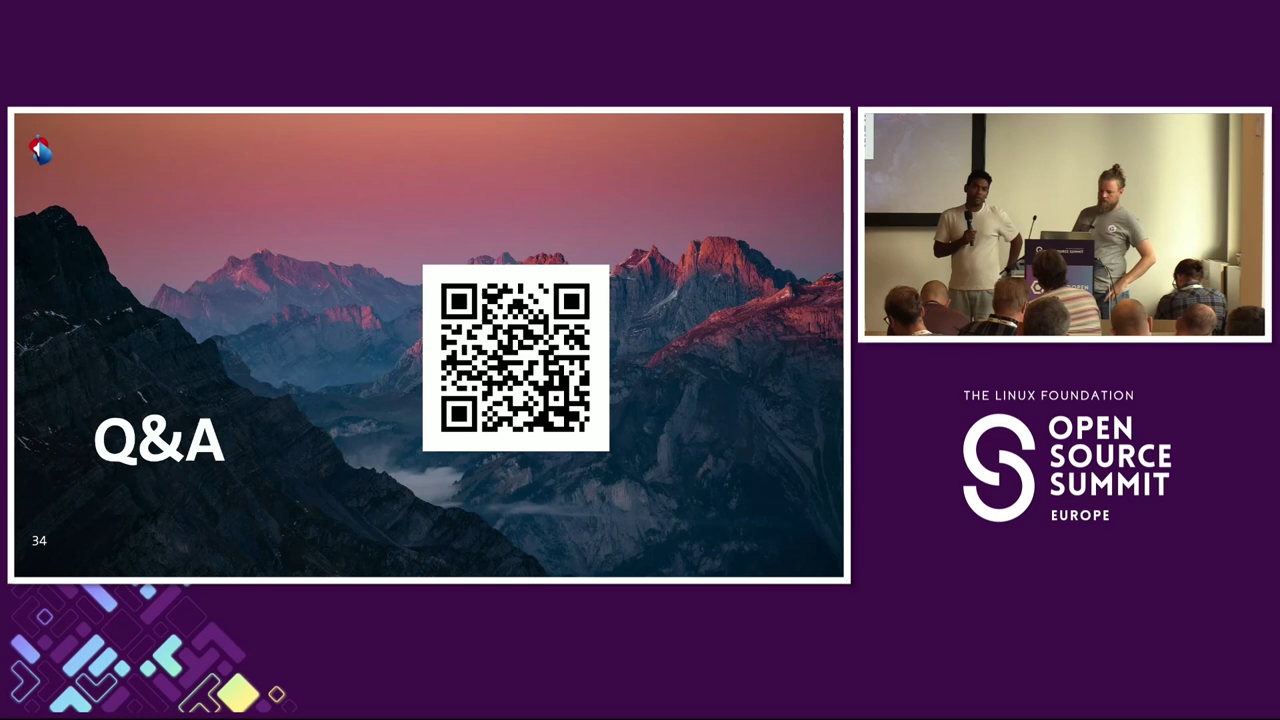 Q&A
34
THE LINUX FOUNDATION
OPEN
SOURCE
SUMMIT
EUROPE